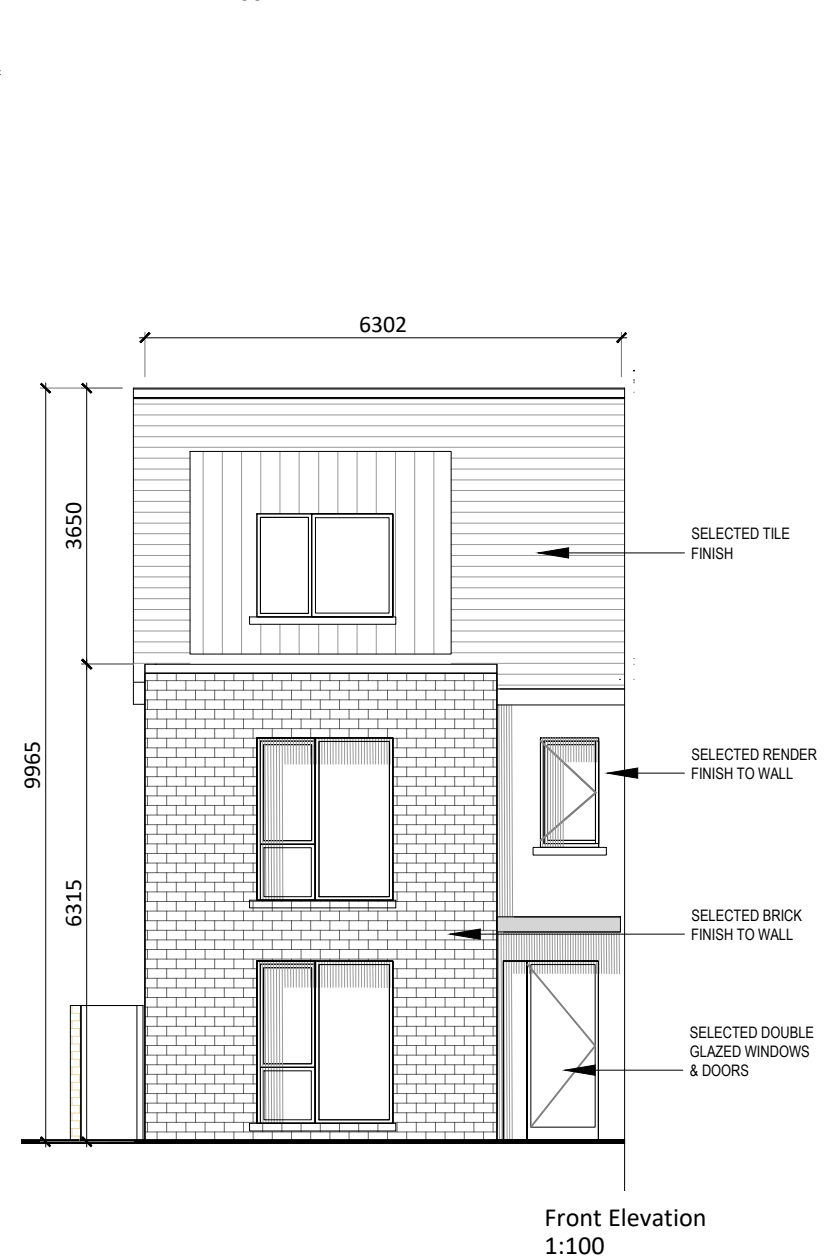 6302
3650
9965
6315
SELECTED TILE
FINISH
SELECTED RENDER
FINISH TO WALL
SELECTED BRICK
FINISH TO WALL
SELECTED DOUBLE
GLAZED WINDOWS
& DOORS
Front Elevation
1:100